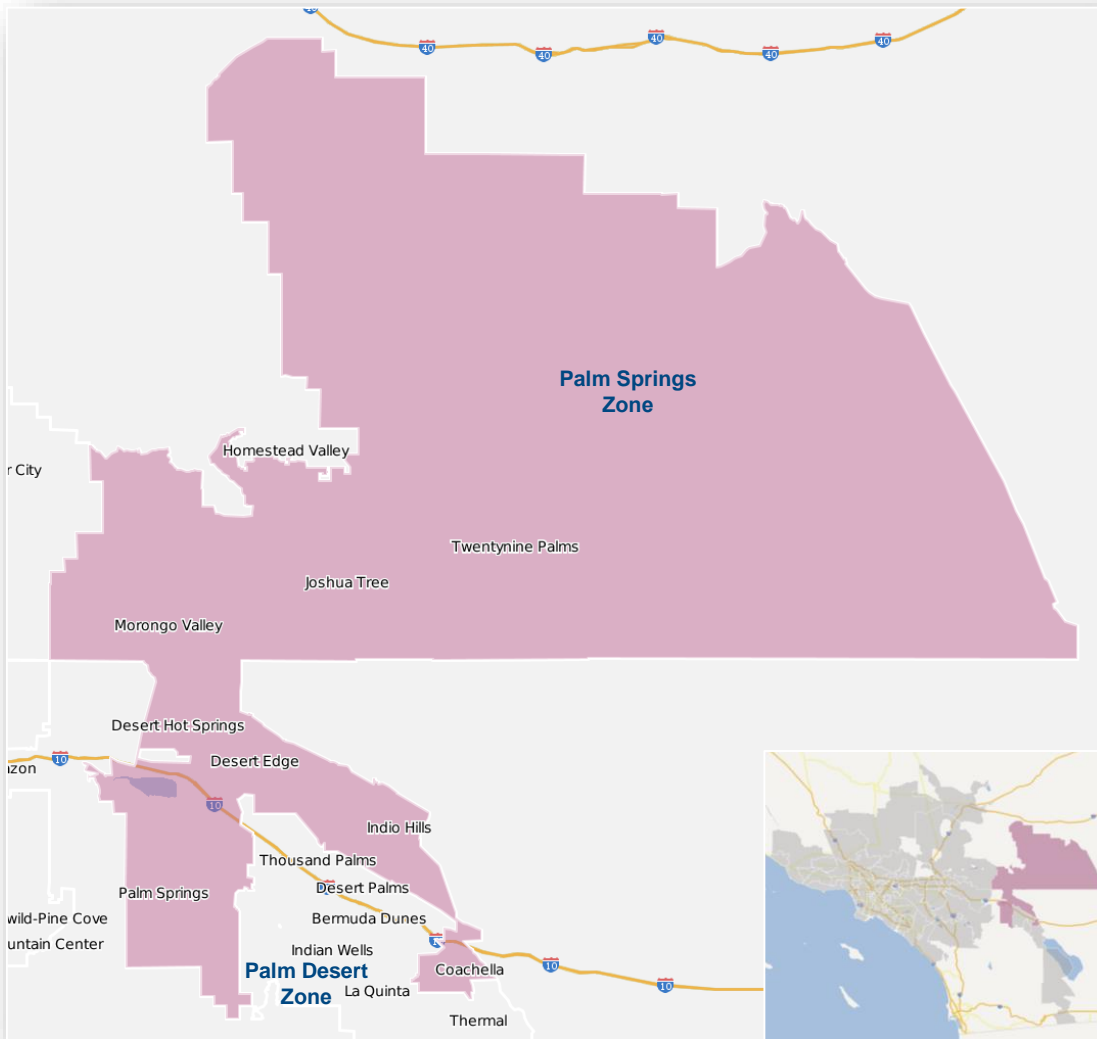 40
40
40
40
40
Palm Springs
Zone
Homestead Valley
r City
Twentynine Palms
Joshua Tree
Morongo Valley
Desert Hot Springs
10
Desert Edge
zon
10
Indio Hills
Thousand Palms
Desert Palms
Palm Springs
Bermuda Dunes
wild-Pine Cove
untain Center
Indian Wells
Palm Desert
Zone
Coachella
10
La Quinta
10
Thermal